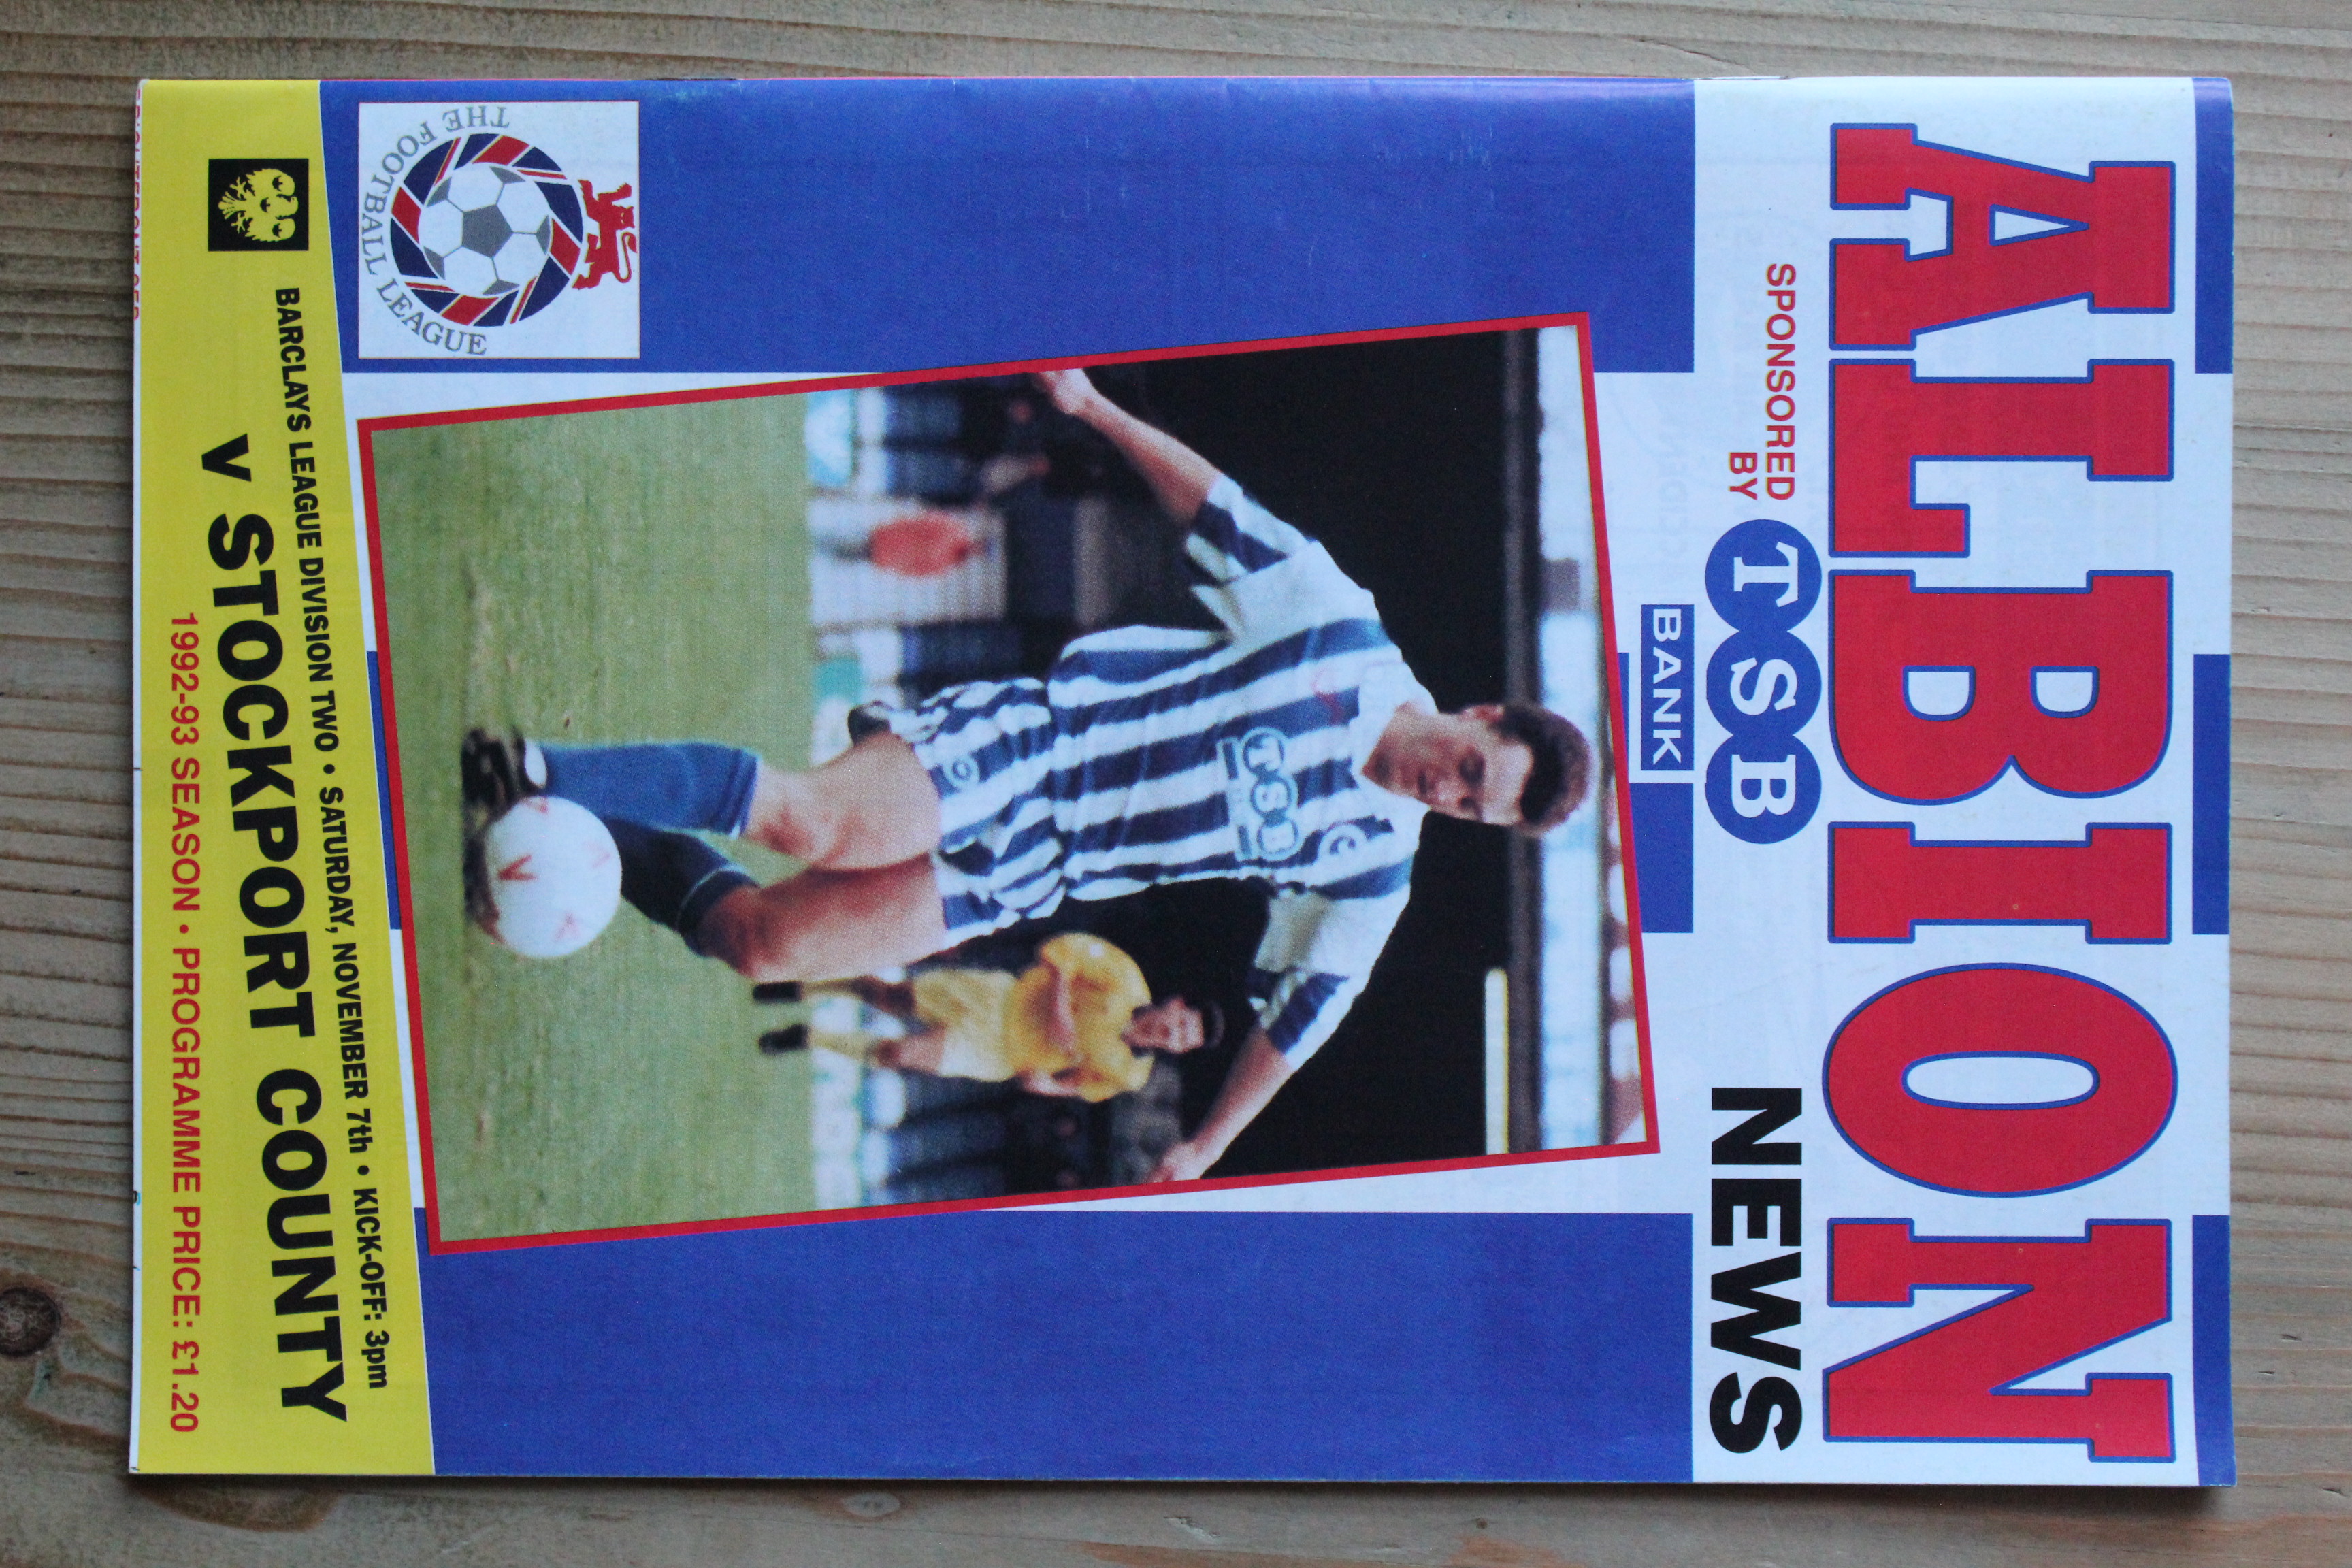 ALBION
SPONSORED
BY
TSB
BANK
NEWS
TSB
THE FOOTBALL LEAGUE
BARCLAYS LEAGUE DIVISION TWO • SATURDAY, NOVEMBER 7th • KICK-OFF: 3pm
v STOCKPORT COUNTY
1992-93 SEASON • PROGRAMME PRICE: £1.20